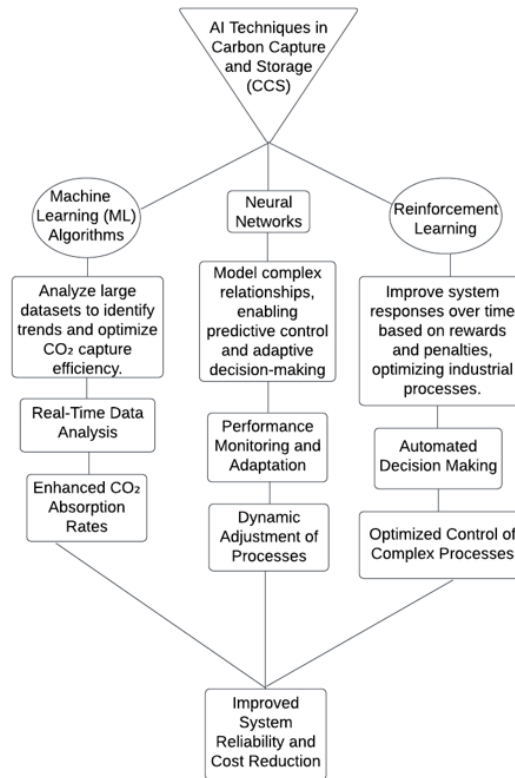 AI Techniques in
Carbon Capture
and Storage
(CCS)
Machine
Learning (ML)
Algorithms
Neural
Networks
Reinforcement
Learning
Analyze large
datasets to identify
trends and optimize
CO₂ capture
efficiency.
Model complex
relationships,
enabling
predictive control
and adaptive
decision-making
Improve system
responses over time
based on rewards
and penalties,
optimizing industrial
processes.
Real-Time Data
Analysis
Performance
Monitoring and
Adaptation
Automated
Decision Making
Enhanced CO₂
Absorption
Rates
Dynamic
Adjustment of
Processes
Optimized Control of
Complex Processes
Improved
System
Reliability and
Cost Reduction